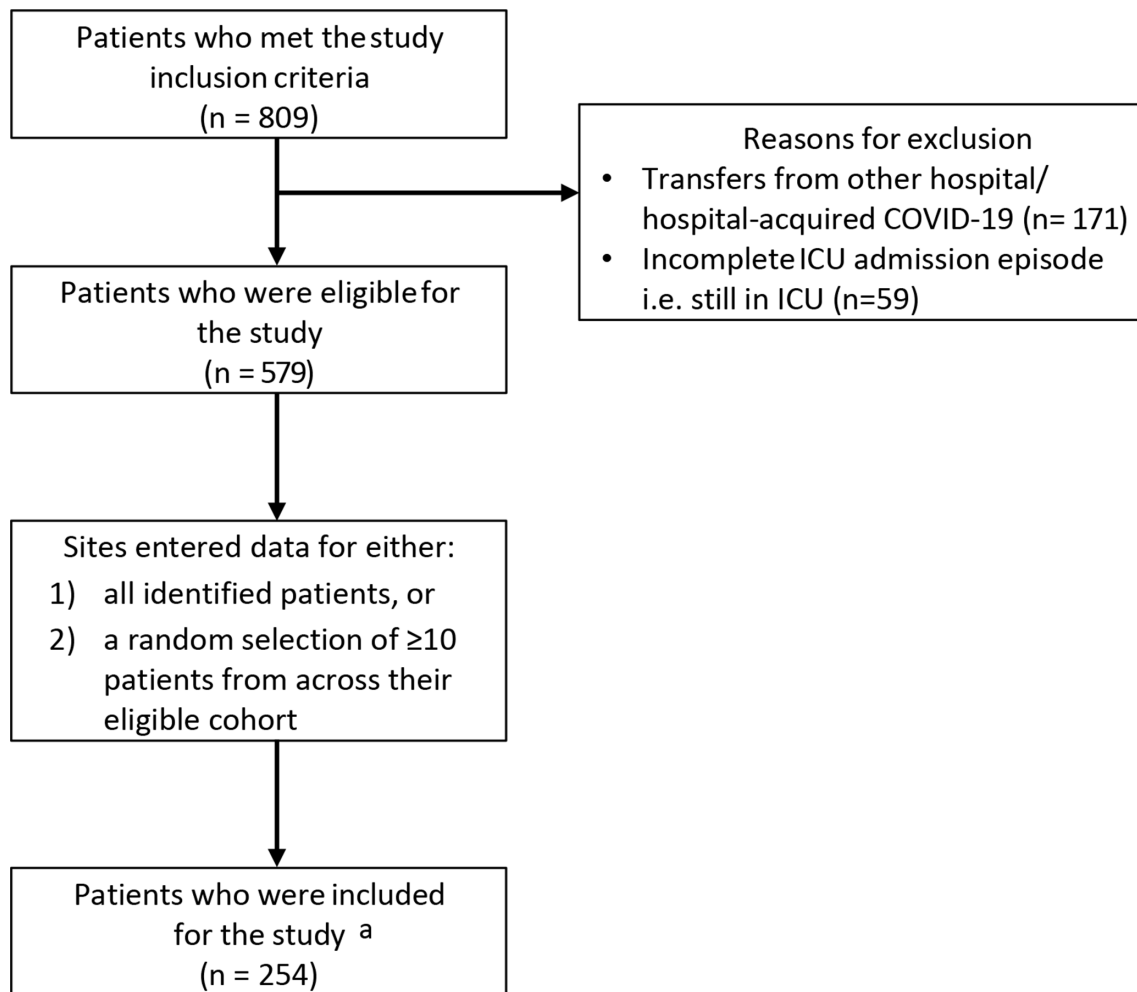 Patients who met the study
inclusion criteria
(n = 809)
Reasons for exclusion
• Transfers from other hospital/
hospital-acquired COVID-19 (n= 171)
• Incomplete ICU admission episode
i.e. still in ICU (n=59)
Patients who were eligible for
the study
(n = 579)
Sites entered data for either:
1) all identified patients, or
2) a random selection of ≥10
patients from across their
eligible cohort
Patients who were included
for the study a
(n = 254)